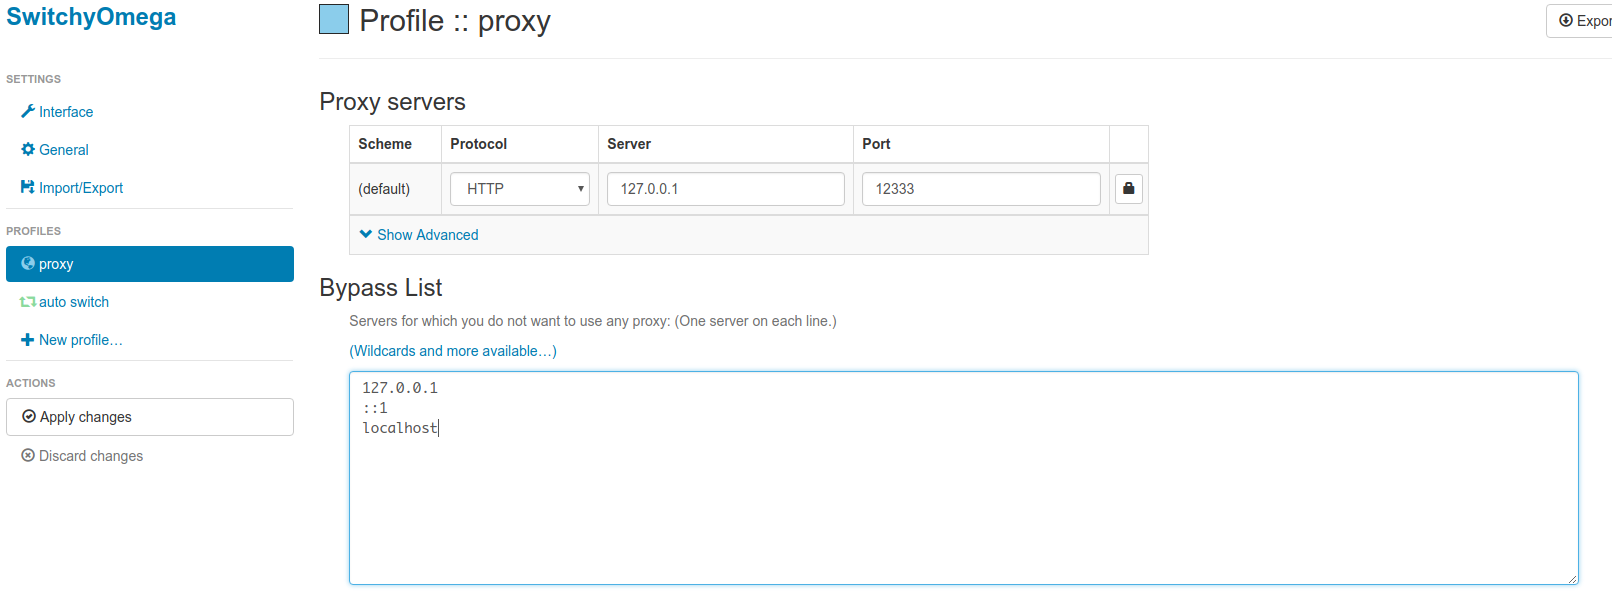 SwitchyOmega
SETTINGS
Interface
General
Import/Export
PROFILES
proxy
auto switch
New profile…
ACTIONS
Apply changes
Discard changes
Profile :: proxy
Expor
Proxy servers
Scheme Protocol Server Port
(default) HTTP 127.0.0.1 12333
Show Advanced
Bypass List
Servers for which you do not want to use any proxy: (One server on each line.)
(Wildcards and more available…)
127.0.0.1
::1
localhost